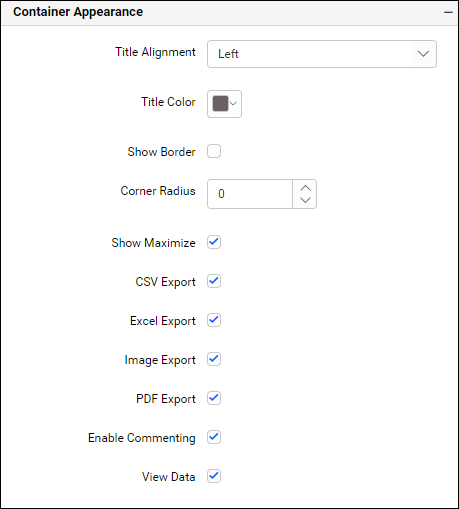 Container Appearance
Title Alignment Left
Title Color
Show Border
Corner Radius 0
Show Maximize
CSV Export
Excel Export
Image Export
PDF Export
Enable Commenting
View Data